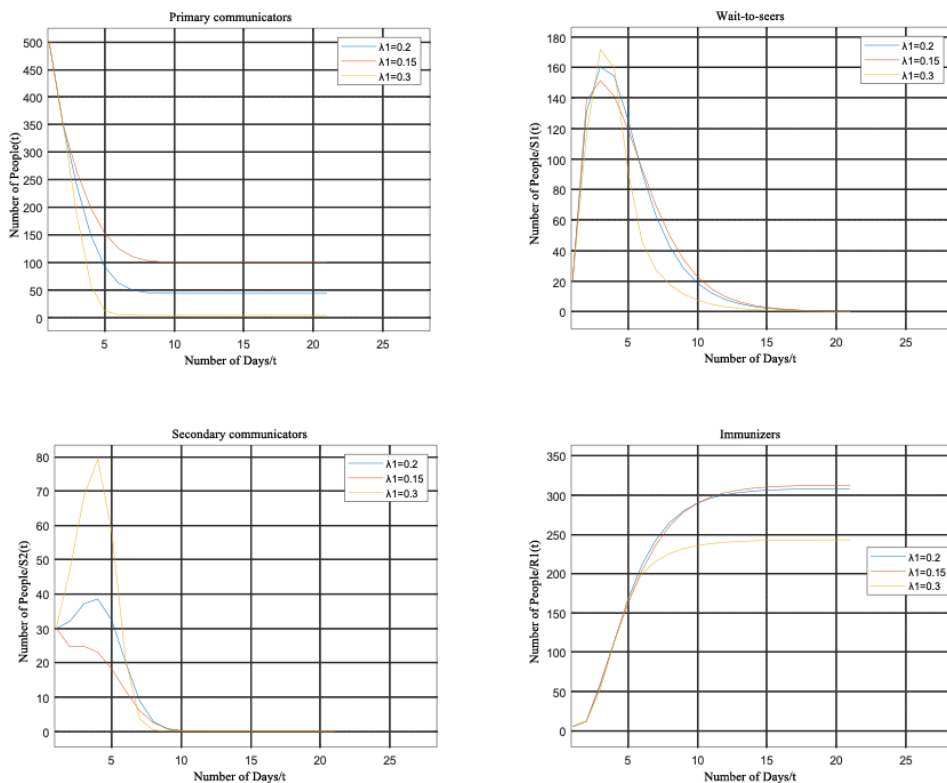 Primary communicators
500
450
400
350
300
250
200
150
100
50
0
Number of People(t)
λ1=0.2
λ1=0.15
λ1=0.3
5 10 15 20 25
Number of Days/t
Wait-to-seers
180
160
140
120
100
80
60
40
20
0
Number of People/S1(t)
λ1=0.2
λ1=0.15
λ1=0.3
5 10 15 20 25
Number of Days/t
Secondary communicators
80
70
60
50
40
30
20
10
0
Number of People/S2(t)
λ1=0.2
λ1=0.15
λ1=0.3
5 10 15 20 25
Number of Days/t
Immunizers
350
300
250
200
150
100
50
0
Number of People/R1(t)
λ1=0.2
λ1=0.15
λ1=0.3
5 10 15 20 25
Number of Days/t